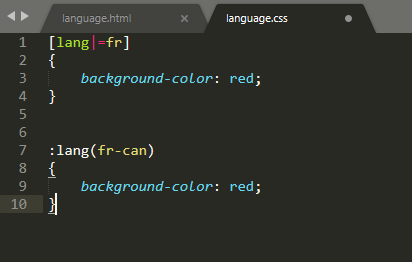 language.html language.css
1 [lang|=fr]
2 {
3 background-color: red;
4 }
5
6
7 :lang(fr-can)
8 {
9 background-color: red;
10 }